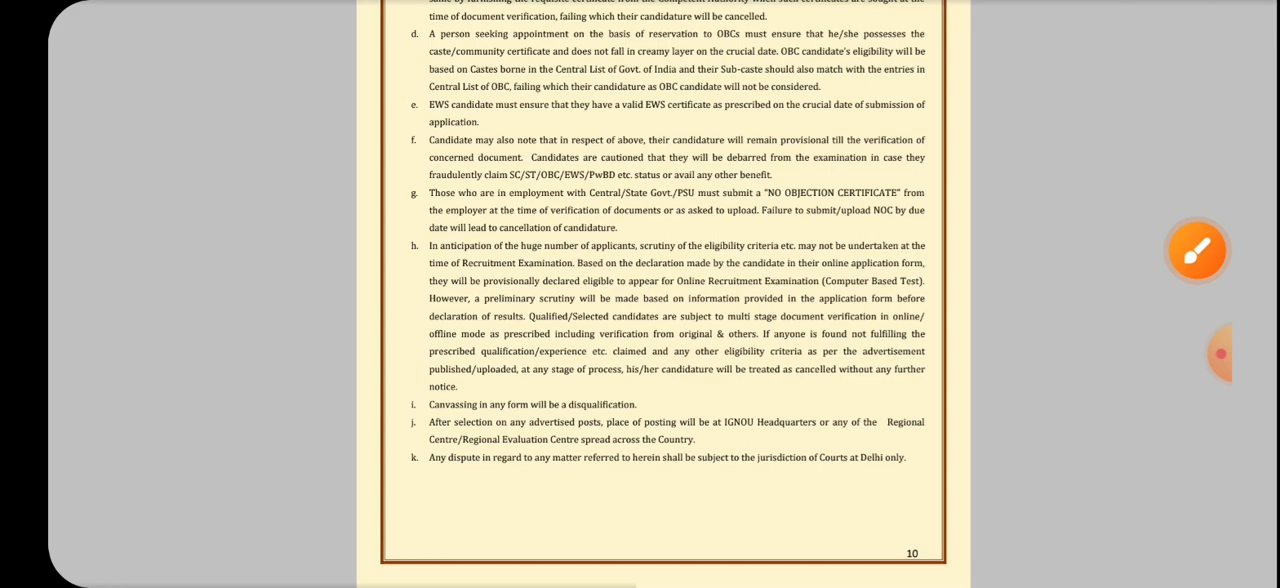 same by furnishing the requisite certificate from the Competent Authority when such certificates are sought at the
time of document verification, failing which their candidature will be cancelled.
d. A person seeking appointment on the basis of reservation to OBCs must ensure that he/she possesses the
caste/community certificate and does not fall in creamy layer on the crucial date. OBC candidate's eligibility will be
based on Castes borne in the Central List of Govt. of India and their Sub-caste should also match with the entries in
Central List of OBC, failing which their candidature as OBC candidate will not be considered.
e. EWS candidate must ensure that they have a valid EWS certificate as prescribed on the crucial date of submission of
application.
f. Candidate may also note that in respect of above, their candidature will remain provisional till the verification of
concerned document. Candidates are cautioned that they will be debarred from the examination in case they
fraudulently claim SC/ST/OBC/EWS/PwBD etc. status or avail any other benefit.
g. Those who are in employment with Central/State Govt./PSU must submit a "NO OBJECTION CERTIFICATE" from
the employer at the time of verification of documents or as asked to upload. Failure to submit/upload NOC by due
date will lead to cancellation of candidature.
h. In anticipation of the huge number of applicants, scrutiny of the eligibility criteria etc. may not be undertaken at the
time of Recruitment Examination. Based on the declaration made by the candidate in their online application form,
they will be provisionally declared eligible to appear for Online Recruitment Examination (Computer Based Test).
However, a preliminary scrutiny will be made based on information provided in the application form before
declaration of results. Qualified/Selected candidates are subject to multi stage document verification in online/
offline mode as prescribed including verification from original & others. If anyone is found not fulfilling the
prescribed qualification/experience etc. claimed and any other eligibility criteria as per the advertisement
published/uploaded, at any stage of process, his/her candidature will be treated as cancelled without any further
notice.
i. Canvassing in any form will be a disqualification.
j. After selection on any advertised posts, place of posting will be at IGNOU Headquarters or any of the Regional
Centre/Regional Evaluation Centre spread across the Country.
k. Any dispute in regard to any matter referred to herein shall be subject to the jurisdiction of Courts at Delhi only.
10